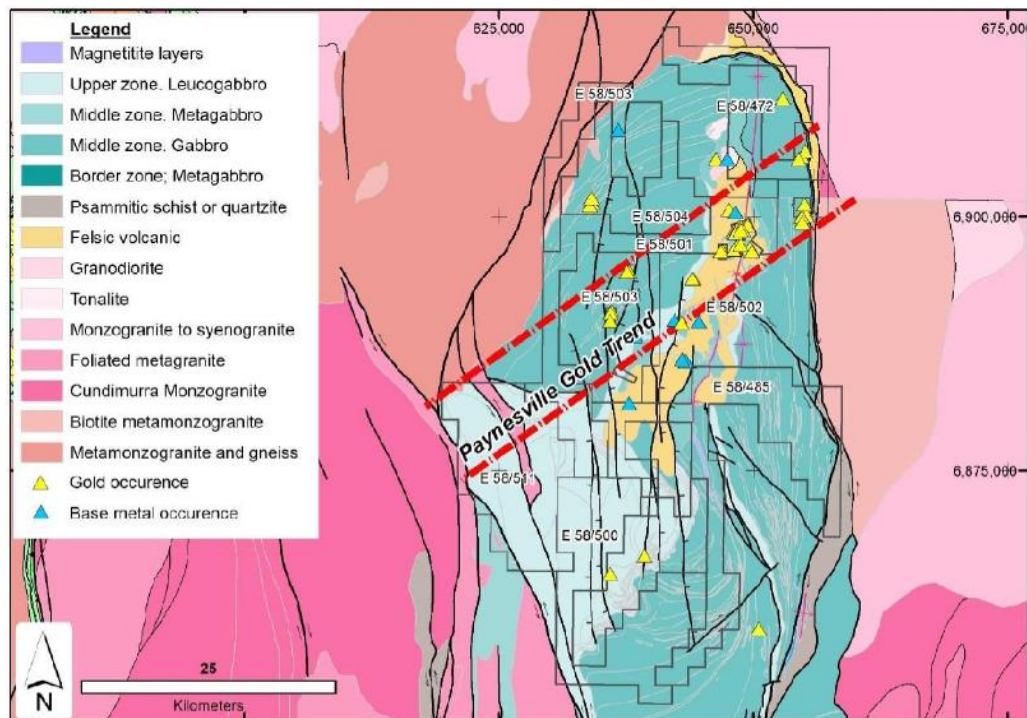 Legend
Magnetitite layers
Upper zone. Leucogabbro
Middle zone. Metagabbro
Middle zone. Gabbro
Border zone; Metagabbro
Psammitic schist or quartzite
Felsic volcanic
Granodiorite
Tonalite
Monzogranite to syenogranite
Foliated metagranite
Cundimurra Monzogranite
Biotite metamonzogranite
Metamonzogranite and gneiss
Gold occurence
Base metal occurence
N
25
Kilometers
625,000
650,000
675,000
E 58/503
E 58/472
6,900,000
E 58/504
E 58/501
E 58/503
E 58/502
Paynesville Gold Trend
E 58/485
6,875,000
E 58/511
E 58/500